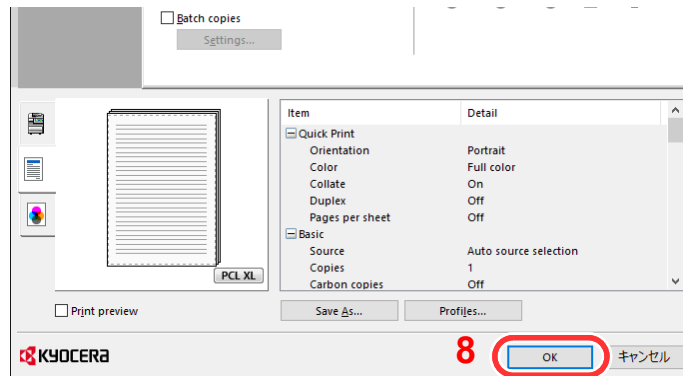 Batch copies
Settings...
Item Detail
Quick Print
Orientation Portrait
Color Full color
Collate On
Duplex Off
Pages per sheet Off
Basic
Source Auto source selection
Copies 1
Carbon copies Off
PCL XL
Print preview
Save As...
Profiles...
KYOCERA
8
OK
キャンセル